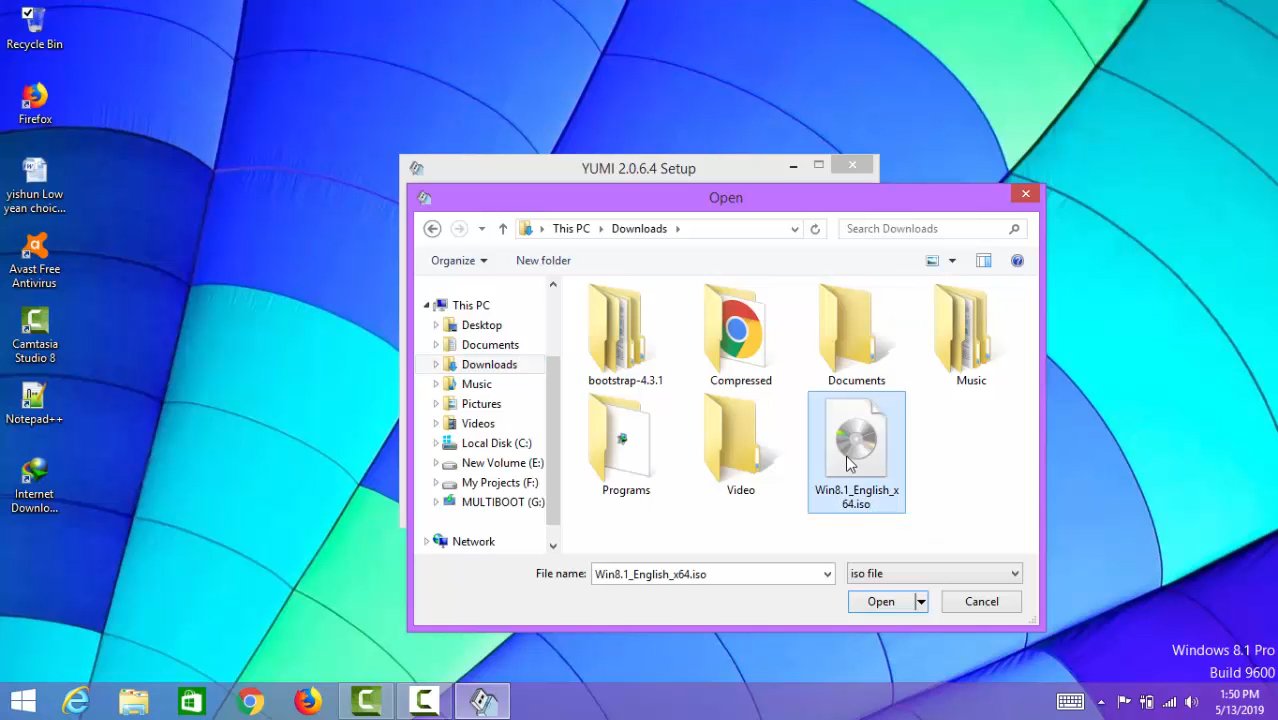 Recycle Bin
Firefox
yishun Low
yean choic...
Avast Free
Antivirus
Camtasia
Studio 8
Notepad++
Internet
Downlo...
YUMI 2.0.6.4 Setup
Open
This PC
Downloads
Search Downloads
Organize
New folder
This PC
Desktop
Documents
Downloads
Music
Pictures
Videos
Local Disk (C:)
New Volume (E:)
My Projects (F:)
MULTIBOOT (G:)
Network
bootstrap-4.3.1
Compressed
Documents
Music
Programs
Video
Win8.1_English_x
64.iso
File name:
Win8.1_English_x64.iso
iso file
Open
Cancel
Windows 8.1 Pro
Build 9600
1:50 PM
5/13/2019